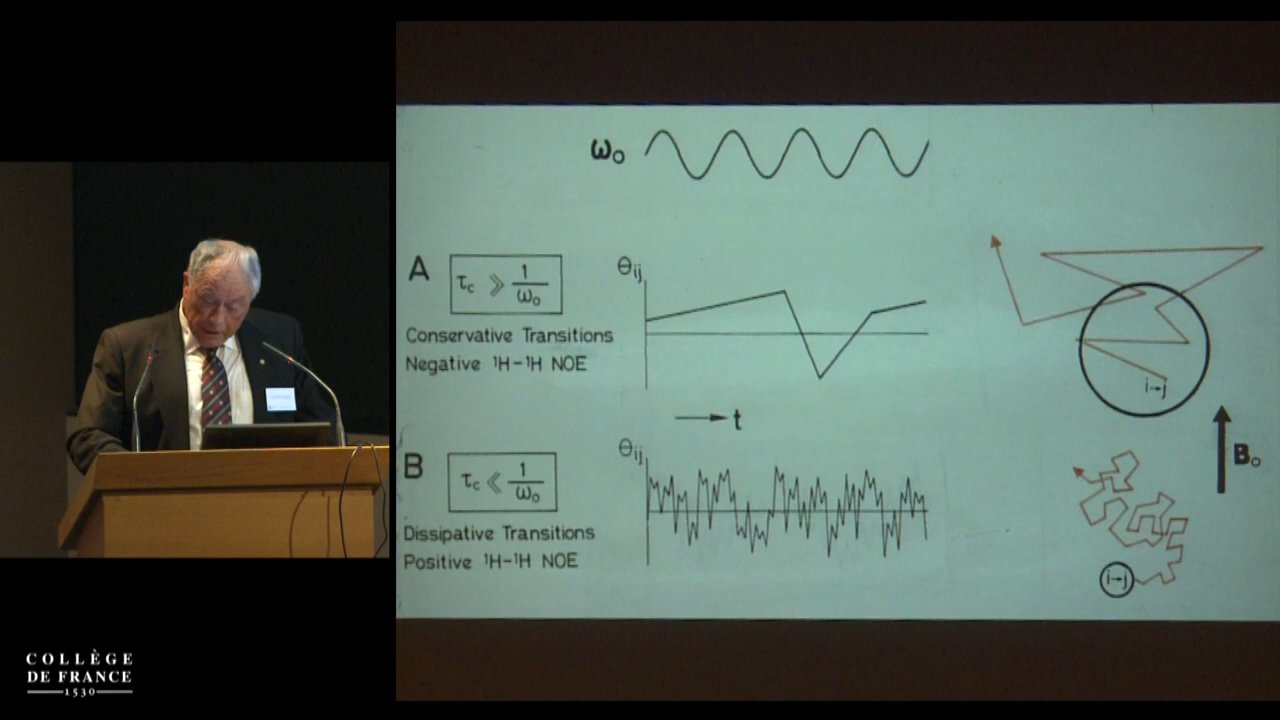 ω₀
A
τc ≫ 1/ω₀
Conservative Transitions
Negative ¹H-¹H NOE
θij
i→j
→ t
B₀
B
τc ≪ 1/ω₀
Dissipative Transitions
Positive ¹H-¹H NOE
θij
i→j
COLLÈGE
DE FRANCE
1530